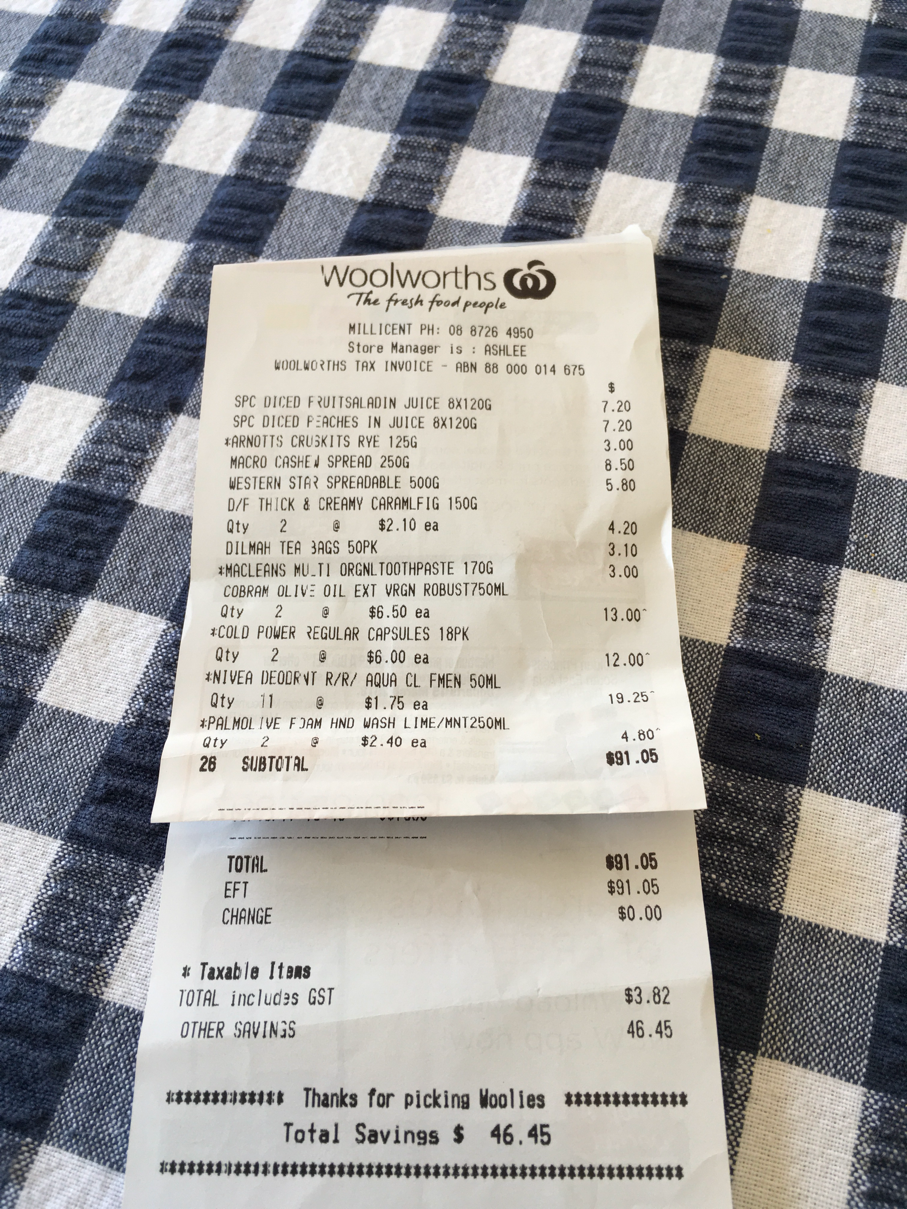 Woolworths
The fresh food people
MILLICENT PH: 08 8726 4950
Store Manager is : ASHLEE
WOOLWORTHS TAX INVOICE - ABN 88 000 014 675
$
SPC DICED FRUITSALADIN JUICE 8X120G 7.20
SPC DICED PEACHES IN JUICE 8X120G 7.20
*ARNOTTS CRUSKITS RYE 125G 3.00
MACRO CASHEW SPREAD 250G 8.50
WESTERN STAR SPREADABLE 500G 5.80
D/F THICK & CREAMY CARAMLFIG 150G
Qty 2 @ $2.10 ea 4.20
DILMAH TEA BAGS 50PK 3.10
*MACLEANS MULTI ORGNLTOOTHPASTE 170G 3.00
COBRAM OLIVE OIL EXT VRGN ROBUST750ML
Qty 2 @ $6.50 ea 13.00^
*COLD POWER REGULAR CAPSULES 18PK
Qty 2 @ $6.00 ea 12.00^
*NIVEA DEODRNT R/R/ AQUA CL FMEN 50ML
Qty 11 @ $1.75 ea 19.25^
*PALMOLIVE FOAM HND WASH LIME/MNT250ML
Qty 2 @ $2.40 ea 4.80^
26 SUBTOTAL $91.05
TOTAL $91.05
EFT $91.05
CHANGE $0.00
* Taxable Items
TOTAL includes GST $3.82
OTHER SAVINGS 46.45
************ Thanks for picking Woolies ************
Total Savings $ 46.45
****************************************************